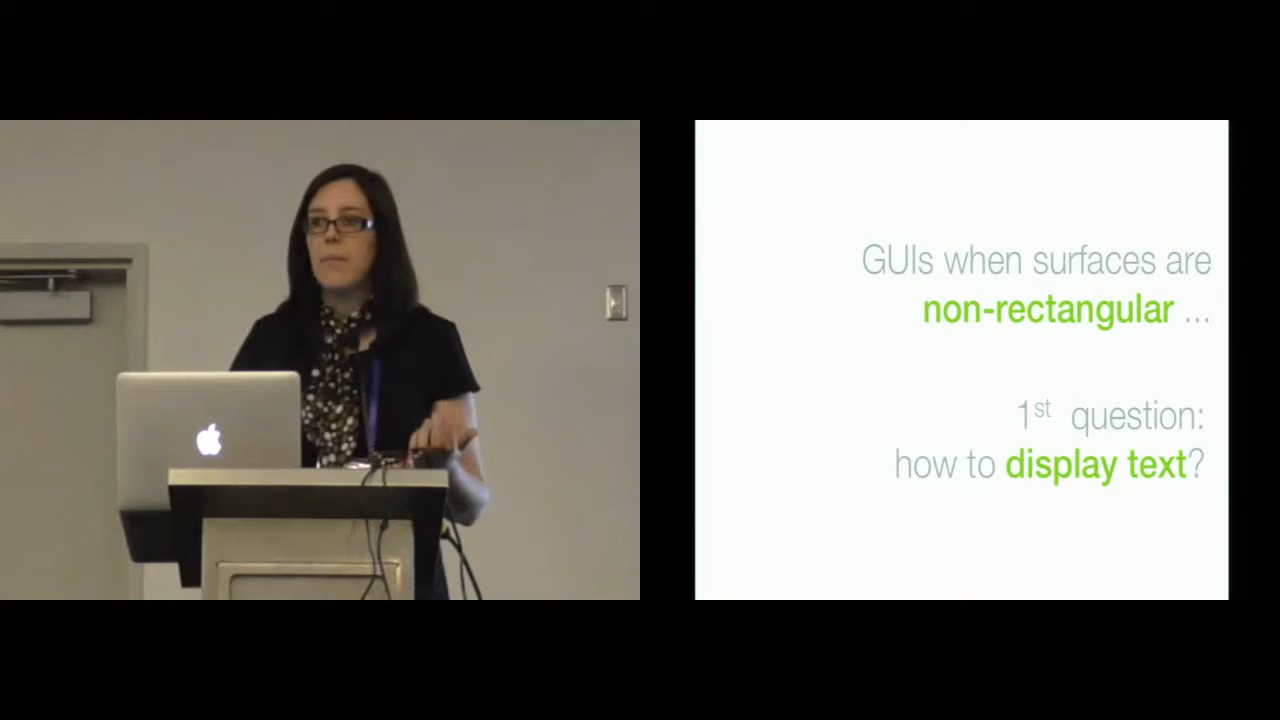 GUIs when surfaces are
non-rectangular ...
1st question:
how to display text?